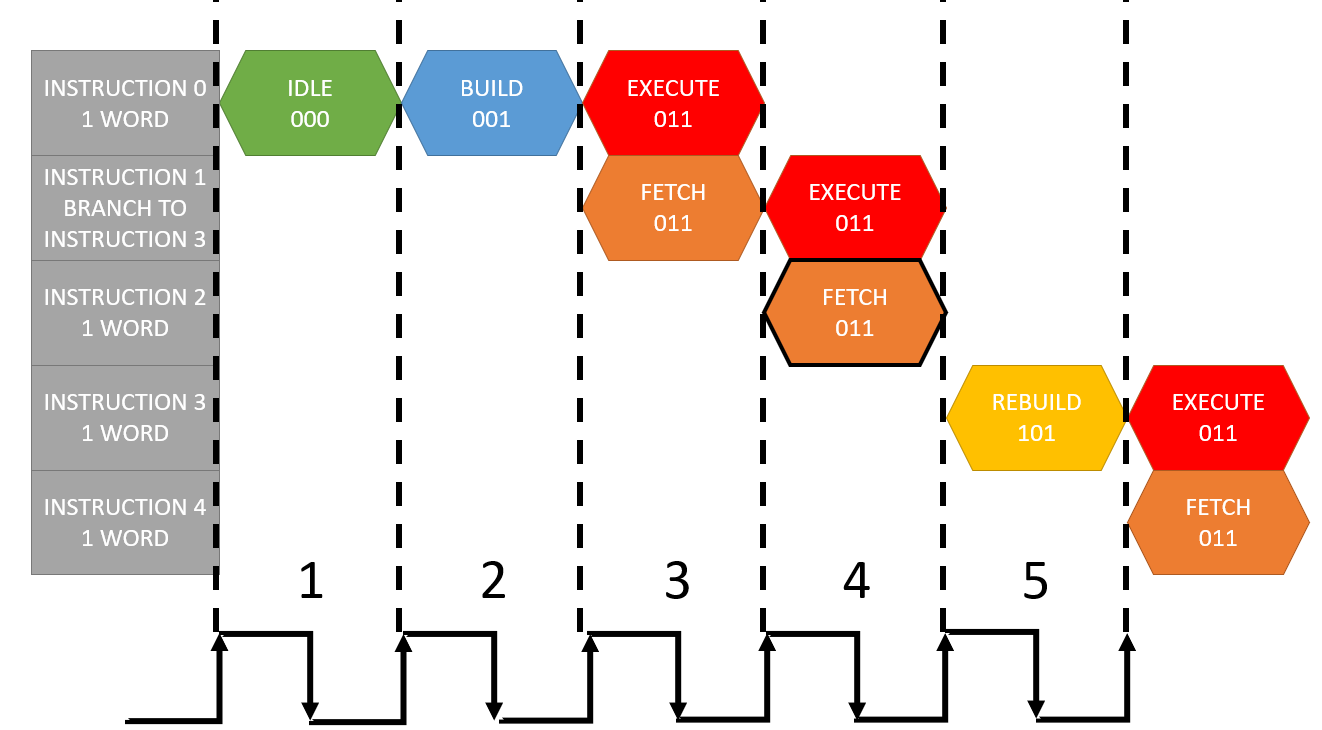 INSTRUCTION 0
1 WORD
IDLE
000
BUILD
001
EXECUTE
011
INSTRUCTION 1
BRANCH TO
INSTRUCTION 3
FETCH
011
EXECUTE
011
INSTRUCTION 2
1 WORD
FETCH
011
INSTRUCTION 3
1 WORD
REBUILD
101
EXECUTE
011
INSTRUCTION 4
1 WORD
FETCH
011
1
2
3
4
5